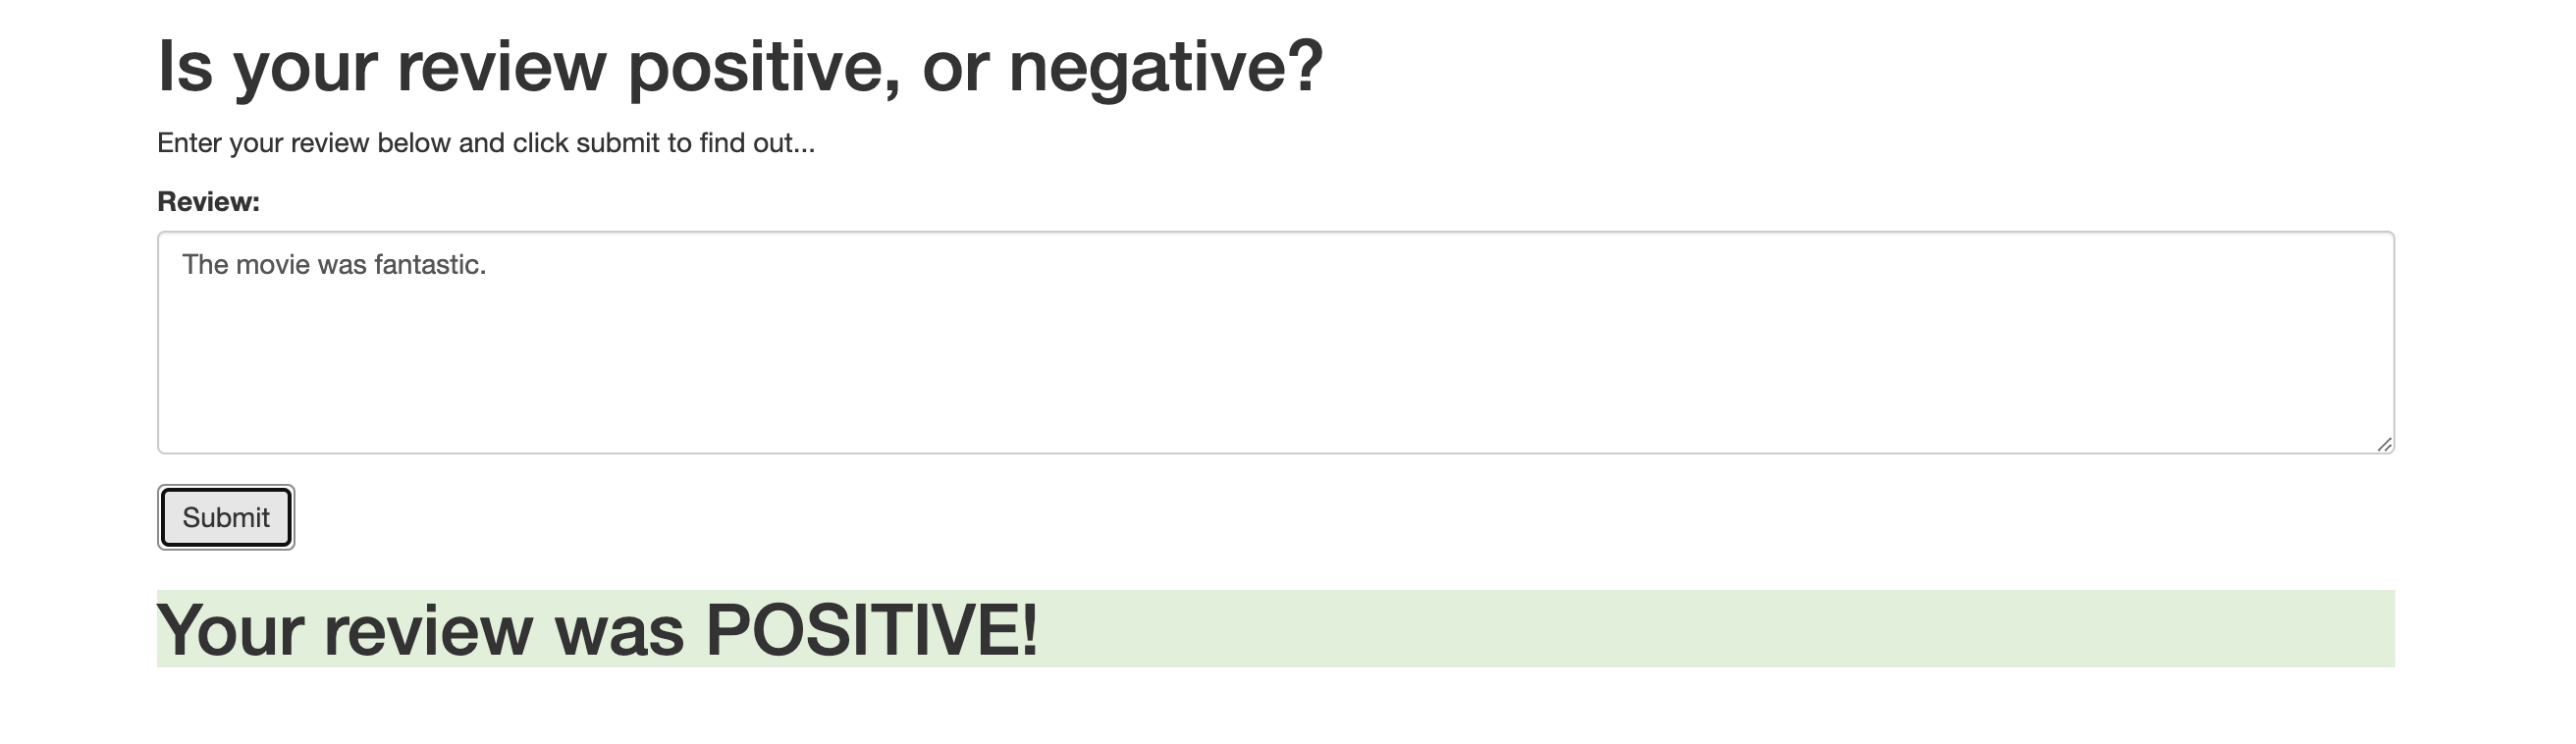 Is your review positive, or negative?
Enter your review below and click submit to find out...
Review:
The movie was fantastic.
Submit
Your review was POSITIVE!